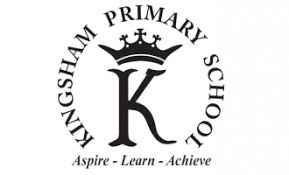 KINGSHAM PRIMARY SCHOOL
K
Aspire - Learn - Achieve